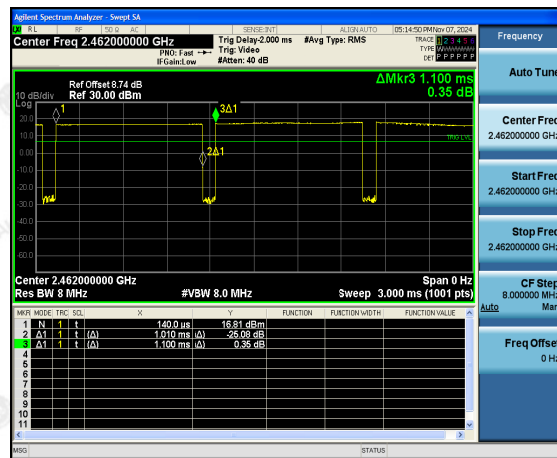 Agilent Spectrum Analyzer - Swept SA
RL RF 50 Ω AC SENSE:INT ALIGN AUTO 05:14:50 PM Nov 07, 2024
Center Freq 2.462000000 GHz
PNO: Fast
IFGain:Low
Trig Delay-2.000 ms
Trig: Video
#Atten: 40 dB
#Avg Type: RMS
TRACE 1 2 3 4 5 6
TYPE WWWWWW
DET P P P P P P
Frequency
Auto Tune
ΔMkr3 1.100 ms
0.35 dB
Ref Offset 8.74 dB
10 dB/div Ref 30.00 dBm
Log
20.0
10.0
0.00
-10.0
-20.0
-30.0
-40.0
-50.0
-60.0
1
3Δ1
2Δ1
TRIG LVL
Center 2.462000000 GHz Span 0 Hz
Res BW 8 MHz #VBW 8.0 MHz Sweep 3.000 ms (1001 pts)
MKR MODE TRC SCL X Y FUNCTION FUNCTION WIDTH FUNCTION VALUE
1 N 1 t 140.0 µs 16.81 dBm
2 Δ1 1 t (Δ) 1.010 ms (Δ) -25.08 dB
3 Δ1 1 t (Δ) 1.100 ms (Δ) 0.35 dB
4
5
6
7
8
9
10
11
Center Freq
2.462000000 GHz
Start Freq
2.462000000 GHz
Stop Freq
2.462000000 GHz
CF Step
8.000000 MHz
Auto Man
Freq Offset
0 Hz
MSG STATUS